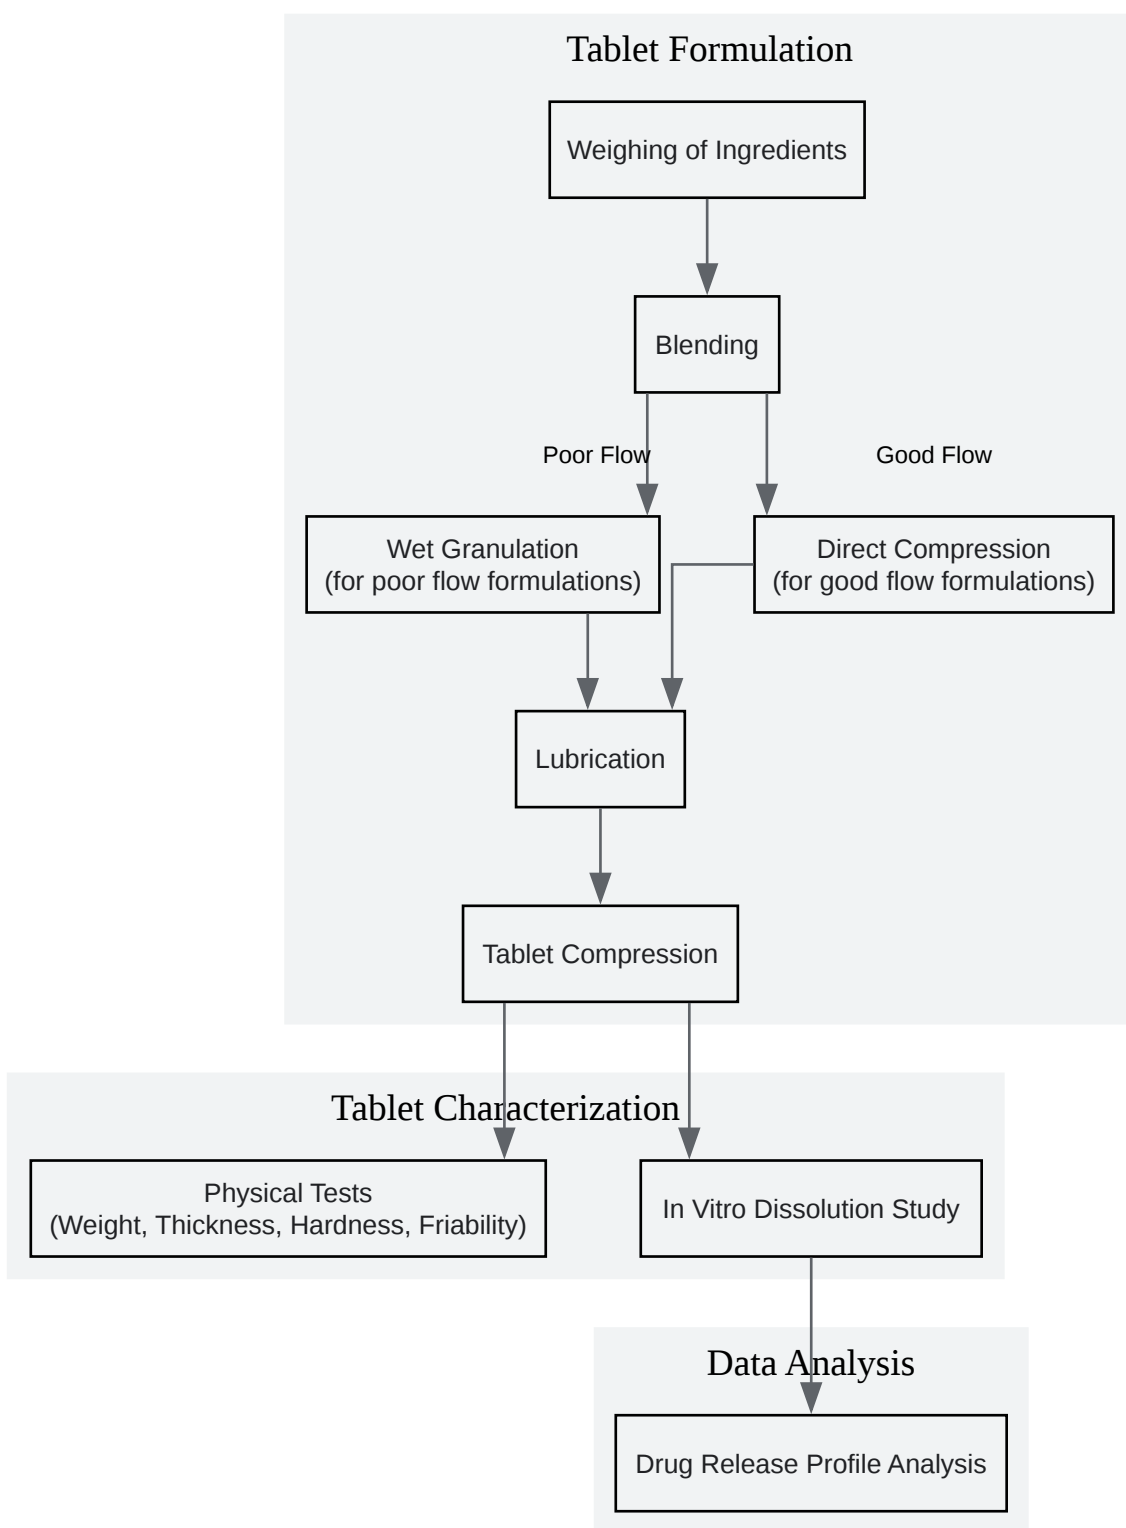 Tablet Formulation
Weighing of Ingredients
Blending
Poor Flow
Good Flow
Wet Granulation
(for poor flow formulations)
Direct Compression
(for good flow formulations)
Lubrication
Tablet Compression
Tablet Characterization
Physical Tests
(Weight, Thickness, Hardness, Friability)
In Vitro Dissolution Study
Data Analysis
Drug Release Profile Analysis